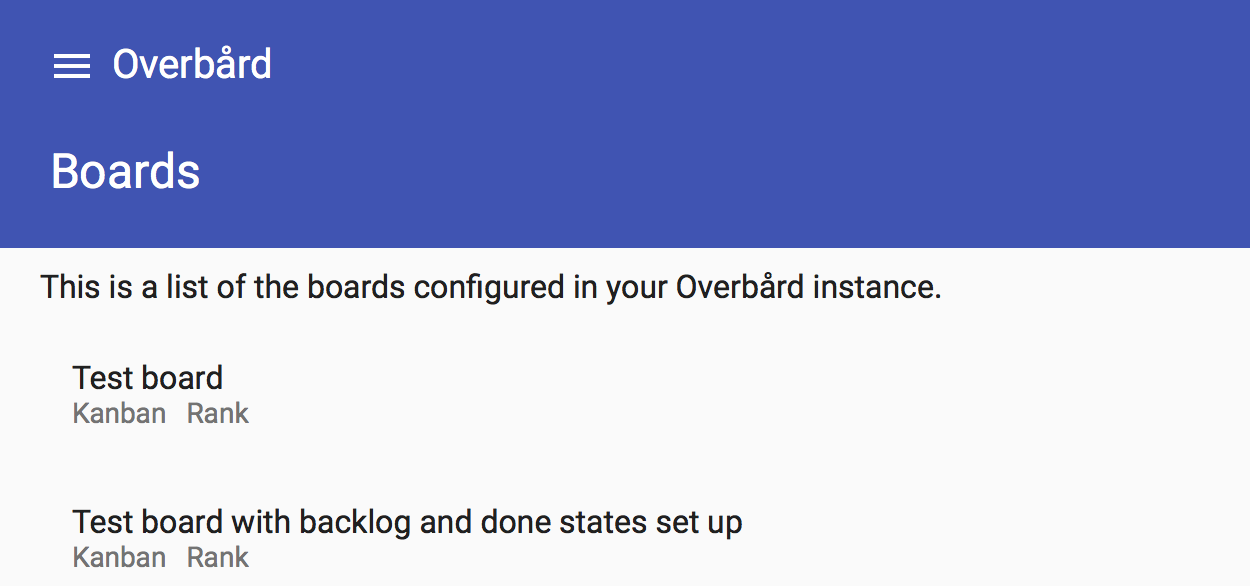 Overbård
Boards
This is a list of the boards configured in your Overbård instance.
Test board
Kanban Rank
Test board with backlog and done states set up
Kanban Rank